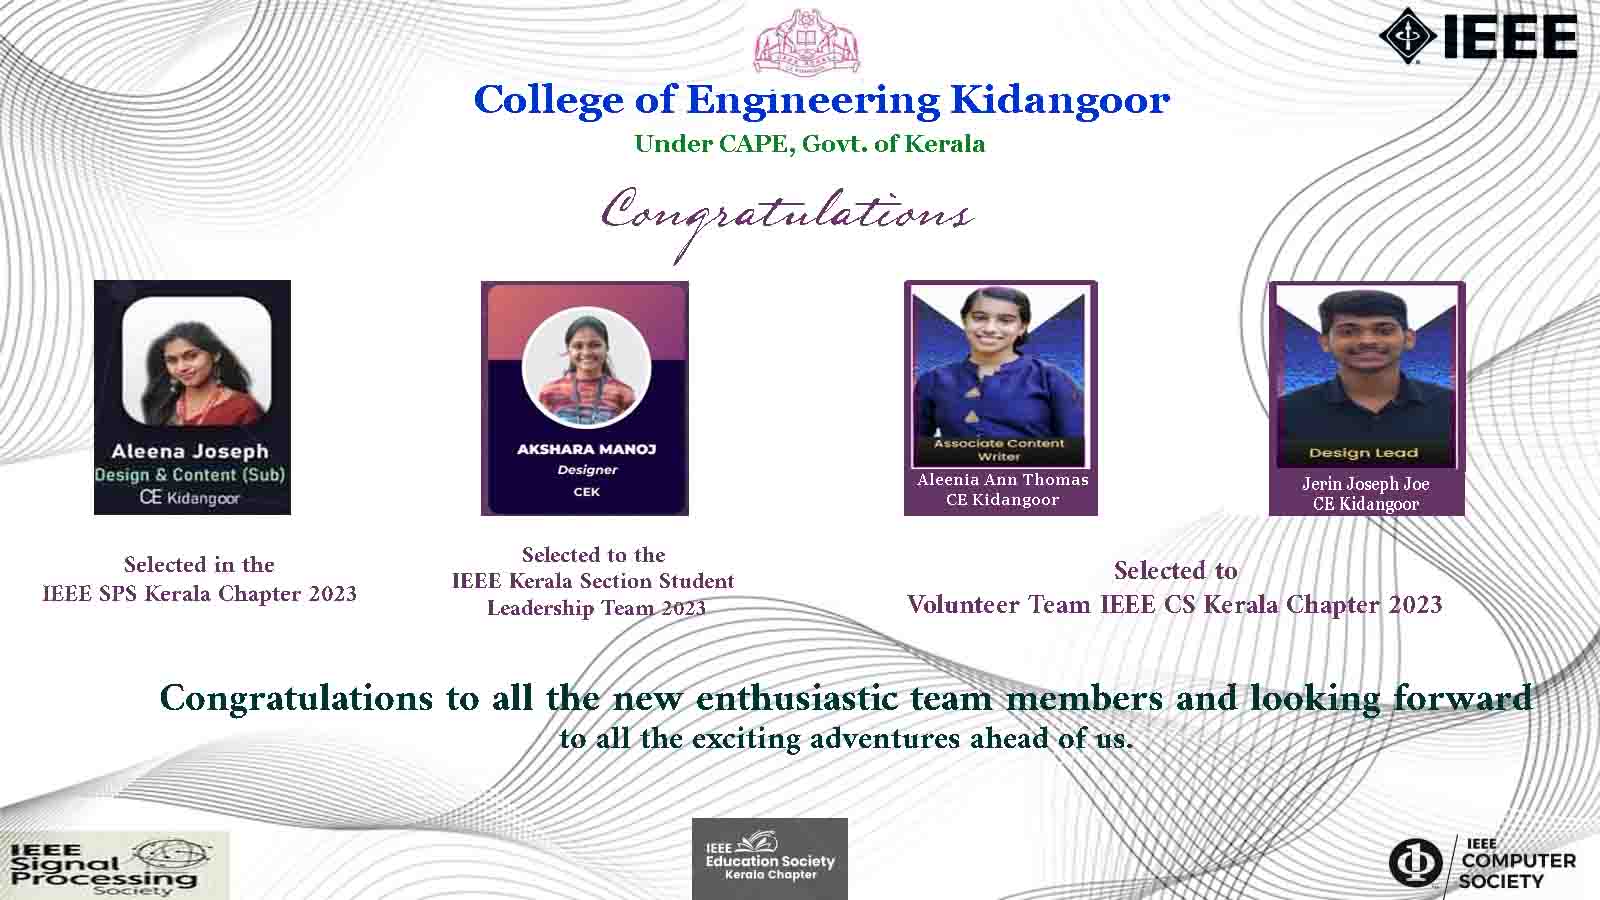 IEEE
College of Engineering Kidangoor
Under CAPE, Govt. of Kerala
Congratulations
Aleena Joseph
Design & Content (Sub)
CE Kidangoor
AKSHARA MANOJ
Designer
CEK
Associate Content
Writer
Aleenia Ann Thomas
CE Kidangoor
Design Lead
Jerin Joseph Joe
CE Kidangoor
Selected in the
IEEE SPS Kerala Chapter 2023
Selected to the
IEEE Kerala Section Student
Leadership Team 2023
Selected to
Volunteer Team IEEE CS Kerala Chapter 2023
Congratulations to all the new enthusiastic team members and looking forward
to all the exciting adventures ahead of us.
IEEE
Signal
Processing
Society
IEEE
Education Society
Kerala Chapter
IEEE
COMPUTER
SOCIETY